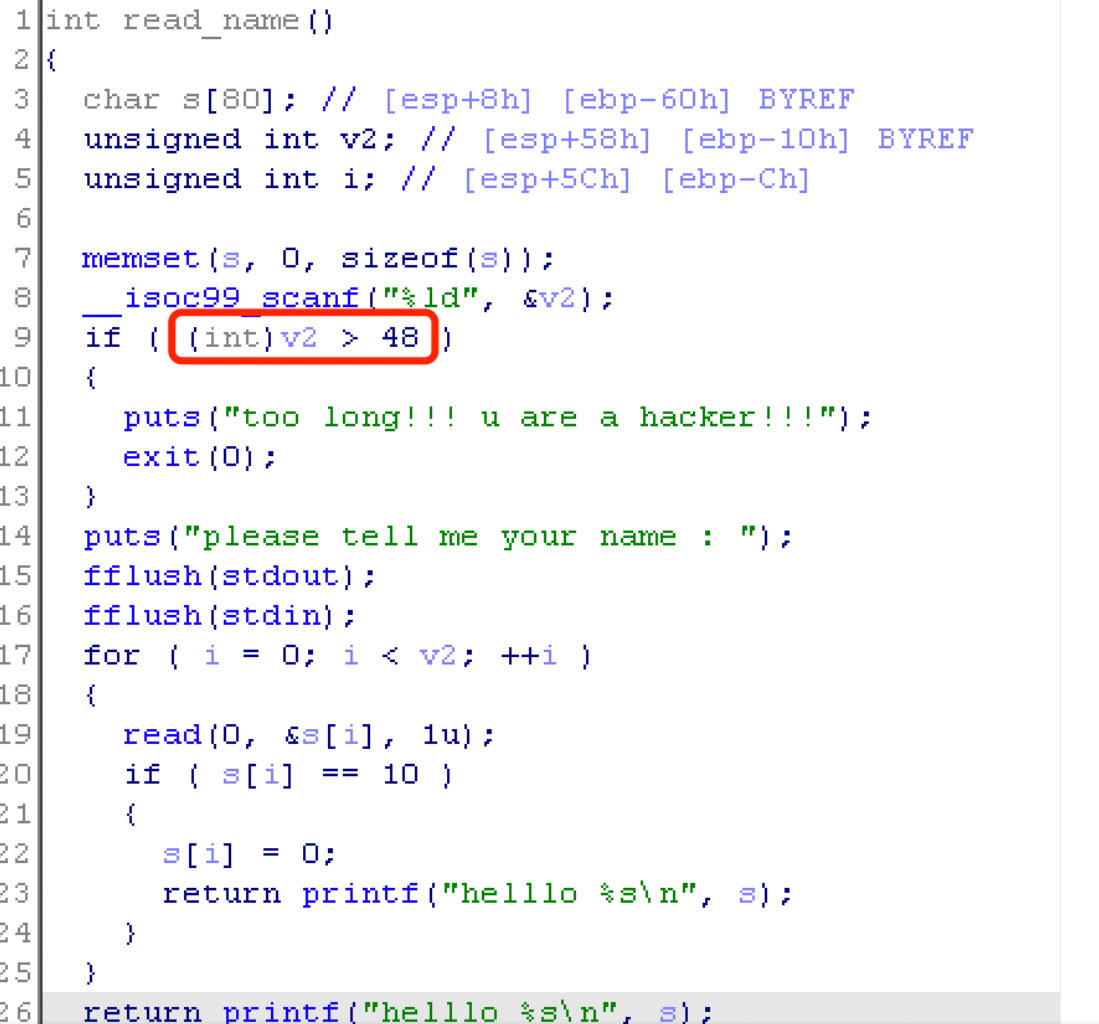 1 int read_name()
2 {
3 char s[80]; // [esp+8h] [ebp-60h] BYREF
4 unsigned int v2; // [esp+58h] [ebp-10h] BYREF
5 unsigned int i; // [esp+5Ch] [ebp-Ch]
6
7 memset(s, 0, sizeof(s));
8 __isoc99_scanf("%ld", &v2);
9 if ( (int)v2 > 48 )
10 {
11 puts("too long!!! u are a hacker!!!");
12 exit(0);
13 }
14 puts("please tell me your name : ");
15 fflush(stdout);
16 fflush(stdin);
17 for ( i = 0; i < v2; ++i )
18 {
19 read(0, &s[i], 1u);
20 if ( s[i] == 10 )
21 {
22 s[i] = 0;
23 return printf("helllo %s\n", s);
24 }
25 }
26 return printf("helllo %s\n", s);